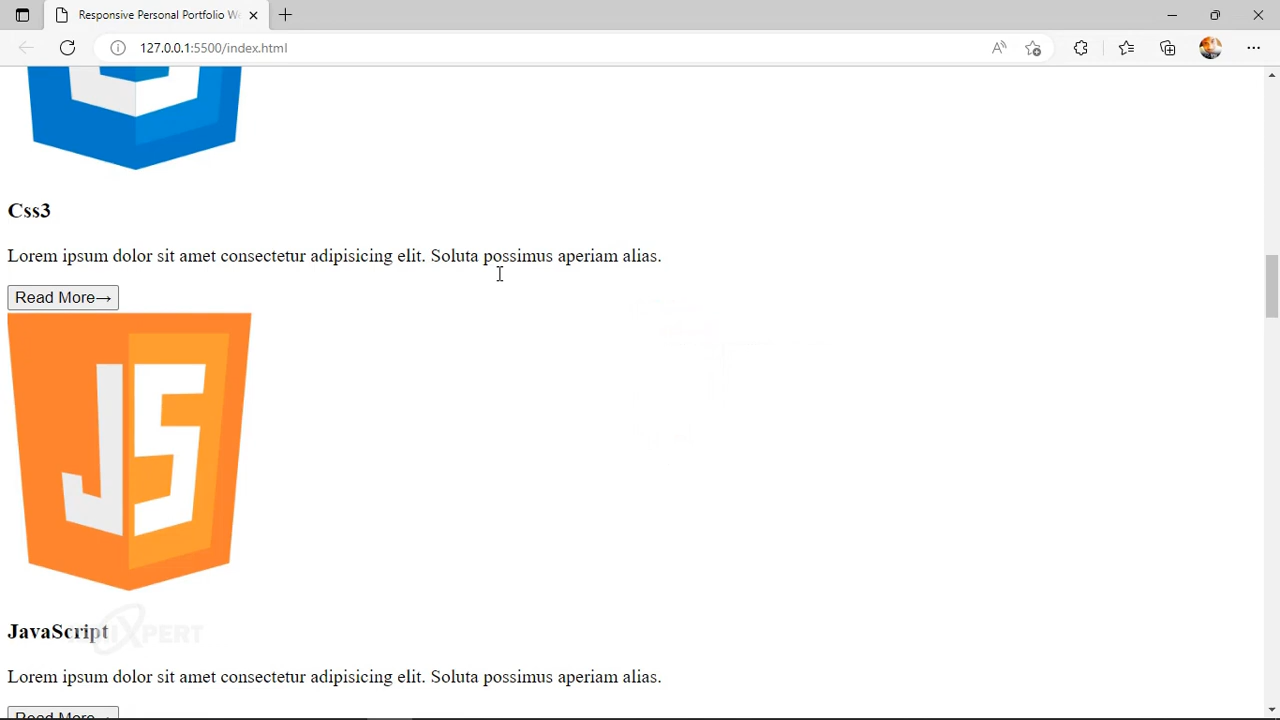 Responsive Personal Portfolio We
127.0.0.1:5500/index.html
Css3
Lorem ipsum dolor sit amet consectetur adipisicing elit. Soluta possimus aperiam alias.
Read More→
JS
JavaScript
Lorem ipsum dolor sit amet consectetur adipisicing elit. Soluta possimus aperiam alias.
Read More→